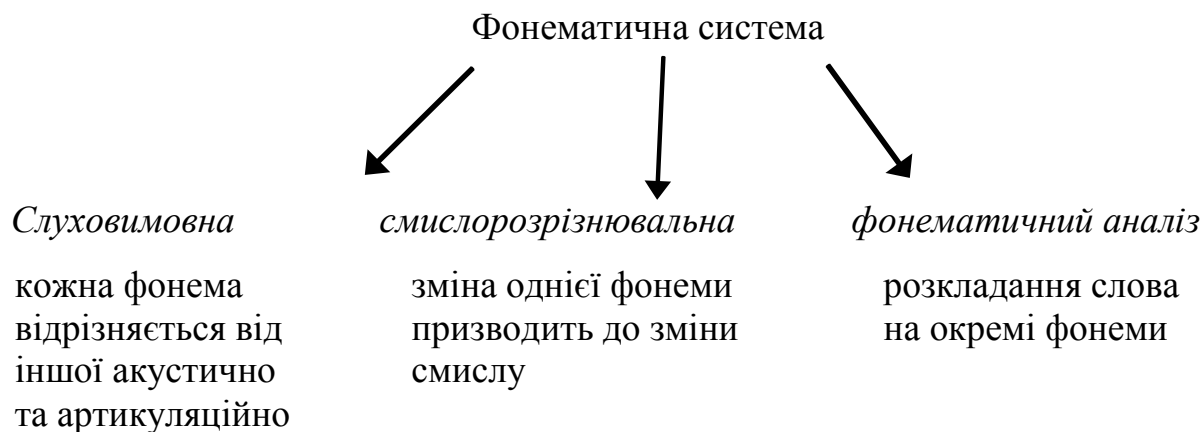 Фонематична система
Слуховимовна
смислорозрізнювальна
фонематичний аналіз
кожна фонема
відрізняється від
іншої акустично
та артикуляційно
зміна однієї фонеми
призводить до зміни
смислу
розкладання слова
на окремі фонеми